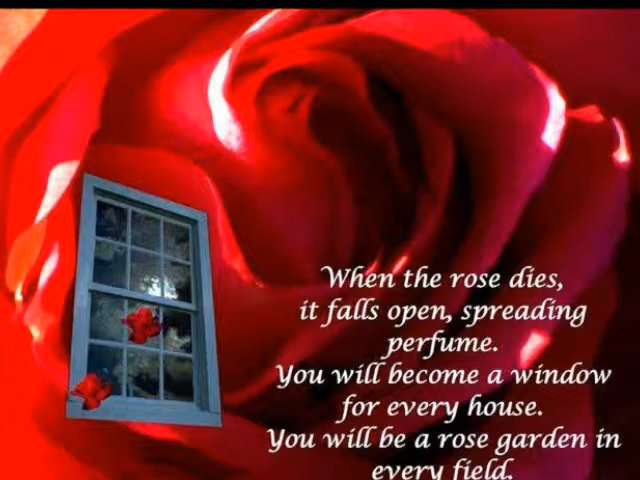 When the rose dies,
it falls open, spreading
perfume.
You will become a window
for every house.
You will be a rose garden in
every field.